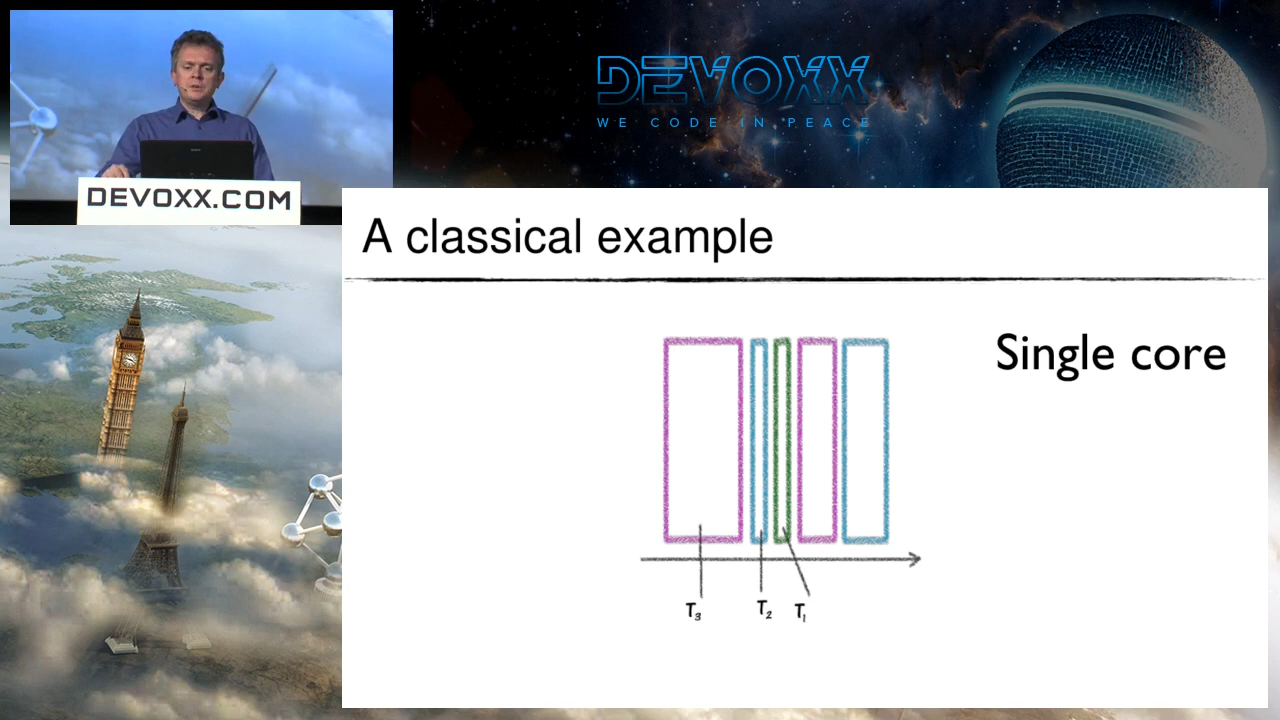 DEVOXX
WE CODE IN PEACE
DEVOXX.COM
A classical example
Single core
T₃ T₂ T₁